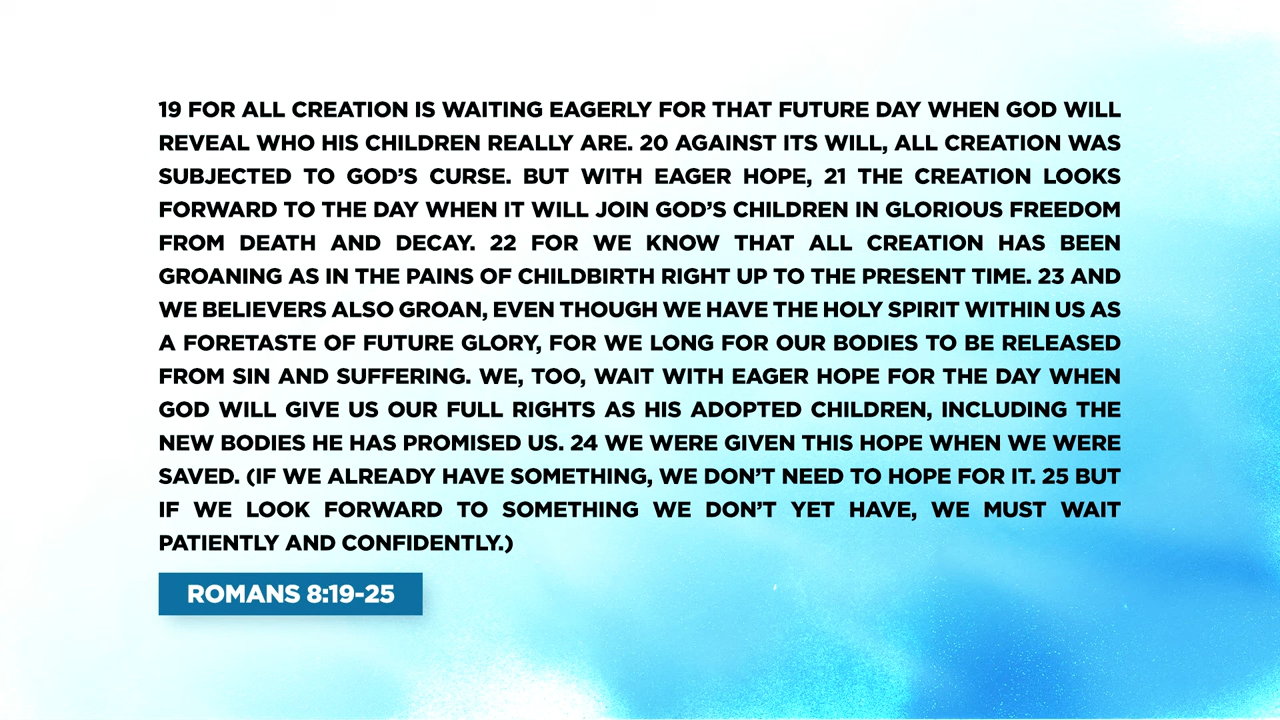 19 FOR ALL CREATION IS WAITING EAGERLY FOR THAT FUTURE DAY WHEN GOD WILL
REVEAL WHO HIS CHILDREN REALLY ARE. 20 AGAINST ITS WILL, ALL CREATION WAS
SUBJECTED TO GOD’S CURSE. BUT WITH EAGER HOPE, 21 THE CREATION LOOKS
FORWARD TO THE DAY WHEN IT WILL JOIN GOD’S CHILDREN IN GLORIOUS FREEDOM
FROM DEATH AND DECAY. 22 FOR WE KNOW THAT ALL CREATION HAS BEEN
GROANING AS IN THE PAINS OF CHILDBIRTH RIGHT UP TO THE PRESENT TIME. 23 AND
WE BELIEVERS ALSO GROAN, EVEN THOUGH WE HAVE THE HOLY SPIRIT WITHIN US AS
A FORETASTE OF FUTURE GLORY, FOR WE LONG FOR OUR BODIES TO BE RELEASED
FROM SIN AND SUFFERING. WE, TOO, WAIT WITH EAGER HOPE FOR THE DAY WHEN
GOD WILL GIVE US OUR FULL RIGHTS AS HIS ADOPTED CHILDREN, INCLUDING THE
NEW BODIES HE HAS PROMISED US. 24 WE WERE GIVEN THIS HOPE WHEN WE WERE
SAVED. (IF WE ALREADY HAVE SOMETHING, WE DON’T NEED TO HOPE FOR IT. 25 BUT
IF WE LOOK FORWARD TO SOMETHING WE DON’T YET HAVE, WE MUST WAIT
PATIENTLY AND CONFIDENTLY.)
ROMANS 8:19-25